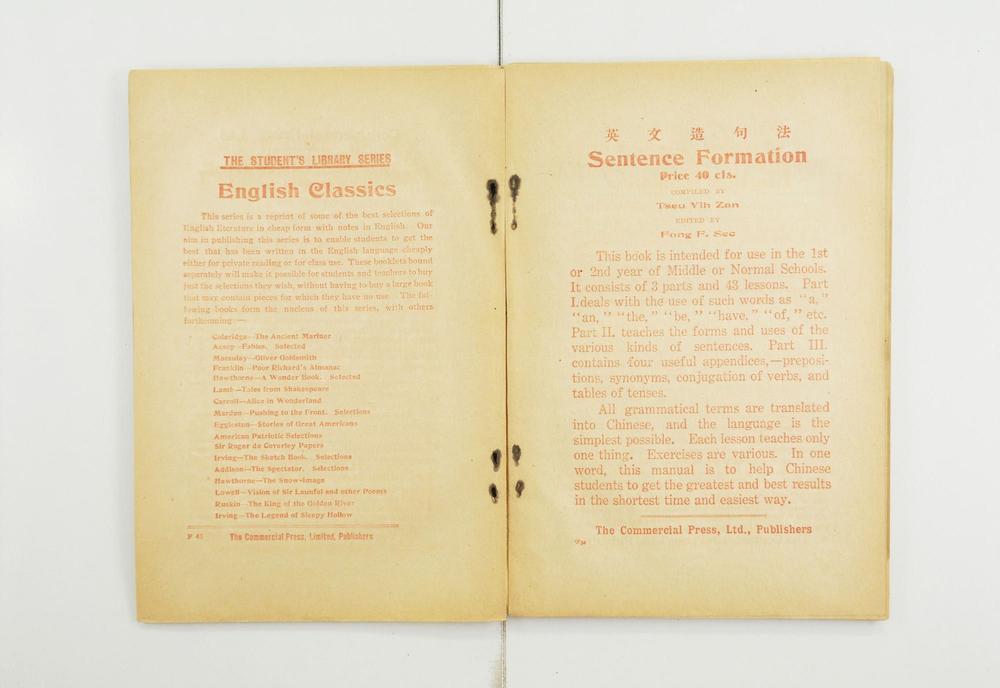 THE STUDENT'S LIBRARY SERIES
English Classics
This series is a reprint of some of the best selections of
English literature in cheap form with notes in English. Our
aim in publishing this series is to enable students to get the
best that has been written in the English language cheaply
either for private reading or for class use. These booklets bound
separately will make it possible for students and teachers to buy
just the selections they wish, without having to buy a large book
that may contain pieces for which they have no use. The fol-
lowing books form the nucleus of this series, with others
forthcoming:—
Coleridge—The Ancient Mariner
Aesop—Fables. Selected
Macaulay—Oliver Goldsmith
Franklin—Poor Richard's Almanac
Hawthorne—A Wonder Book. Selected
Lamb—Tales from Shakespeare
Carroll—Alice in Wonderland
Marden—Pushing to the Front. Selections
Eggleston—Stories of Great Americans
American Patriotic Selections
Sir Roger de Coverley Papers
Irving—The Sketch Book. Selections
Addison—The Spectator. Selections
Hawthorne—The Snow-Image
Lowell—Vision of Sir Launfal and other Poems
Ruskin—The King of the Golden River
Irving—The Legend of Sleepy Hollow
The Commercial Press, Limited, Publishers
英文造句法
Sentence Formation
Price 40 cts.
COMPILED BY
Tseu Yih Zan
EDITED BY
Fong F. Sec
This book is intended for use in the 1st
or 2nd year of Middle or Normal Schools.
It consists of 3 parts and 43 lessons. Part
I. deals with the use of such words as "a,"
"an," "the," "be," "have," "of," etc.
Part II. teaches the forms and uses of the
various kinds of sentences. Part III.
contains four useful appendices,—preposi-
tions, synonyms, conjugation of verbs, and
tables of tenses.
All grammatical terms are translated
into Chinese, and the language is the
simplest possible. Each lesson teaches only
one thing. Exercises are various. In one
word, this manual is to help Chinese
students to get the greatest and best results
in the shortest time and easiest way.
The Commercial Press, Ltd., Publishers